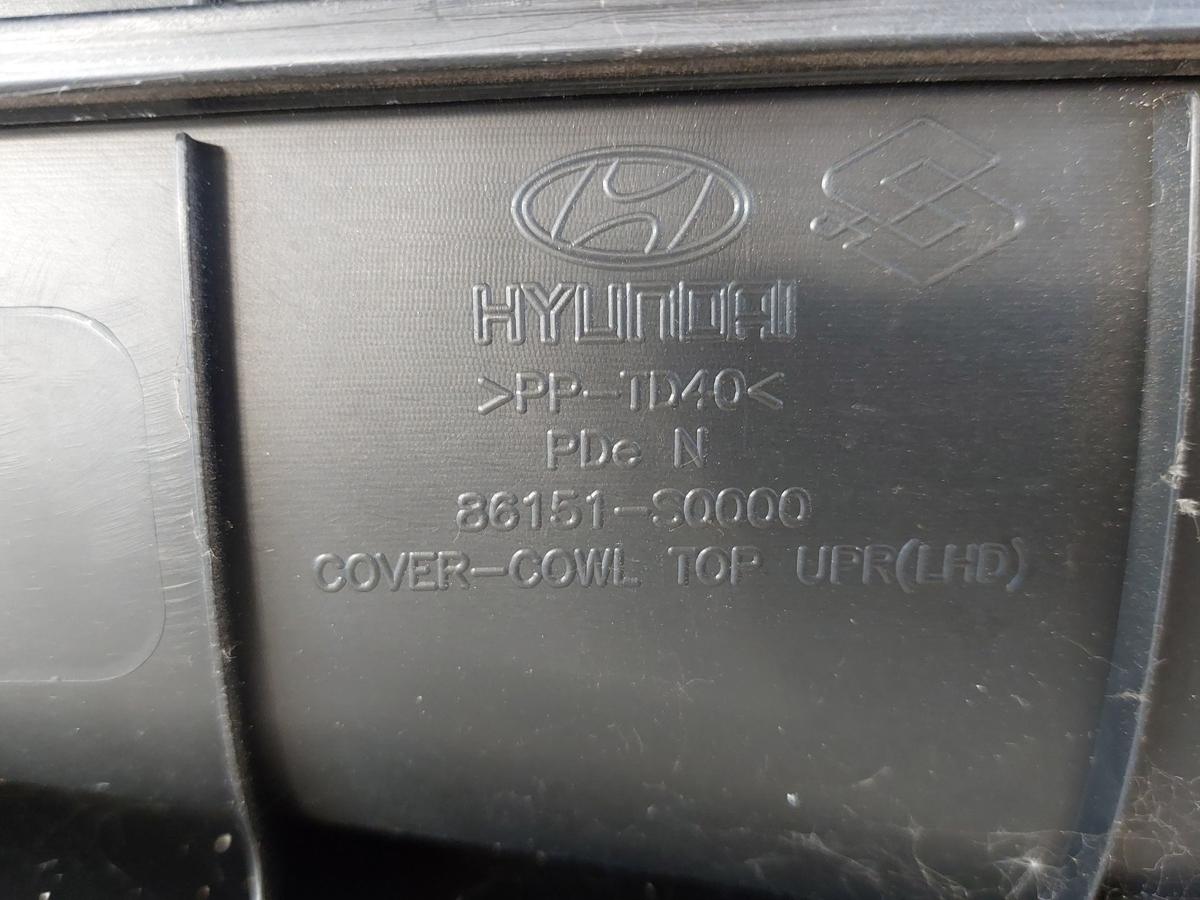 HYUNDAI
>PP-TD40<
PDe N
86151-S0000
COVER-COWL TOP UPR(LHD)